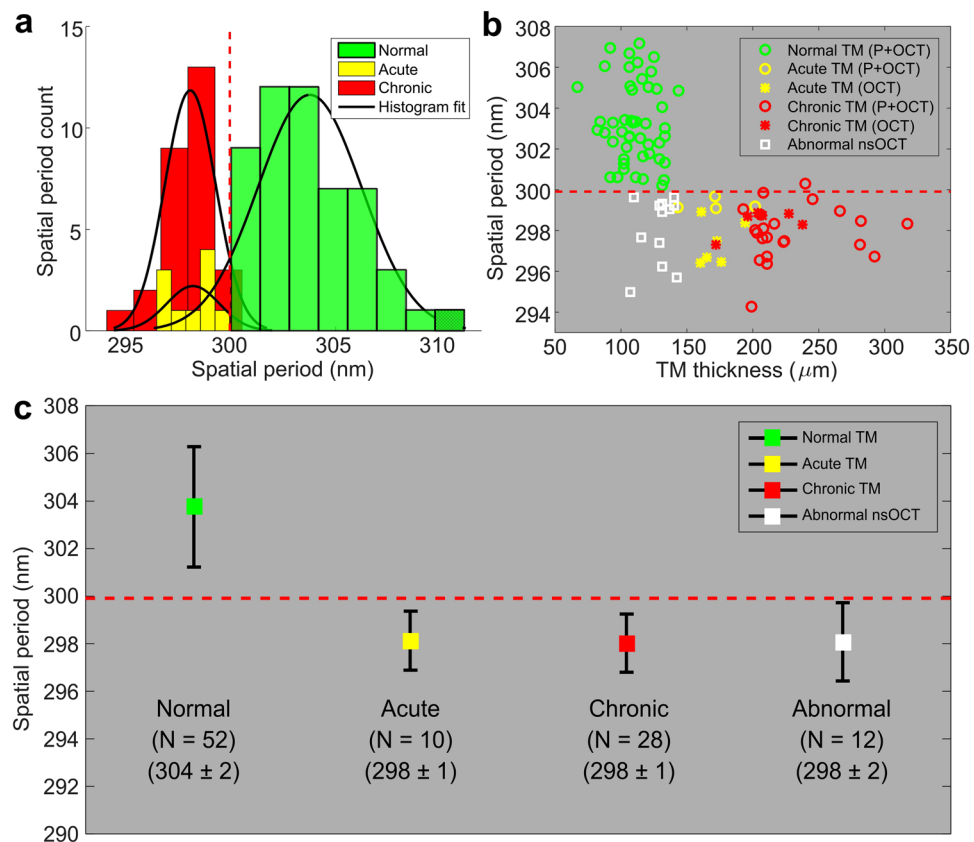 a
Spatial period count
15
10
5
0
295
300
305
310
Spatial period (nm)
Normal
Acute
Chronic
Histogram fit
b
Spatial period (nm)
308
306
304
302
300
298
296
294
50
100
150
200
250
300
350
TM thickness (μm)
Normal TM (P+OCT)
Acute TM (P+OCT)
Acute TM (OCT)
Chronic TM (P+OCT)
Chronic TM (OCT)
Abnormal nsOCT
c
Spatial period (nm)
308
306
304
302
300
298
296
294
292
290
Normal TM
Acute TM
Chronic TM
Abnormal nsOCT
Normal
(N = 52)
(304 ± 2)
Acute
(N = 10)
(298 ± 1)
Chronic
(N = 28)
(298 ± 1)
Abnormal
(N = 12)
(298 ± 2)